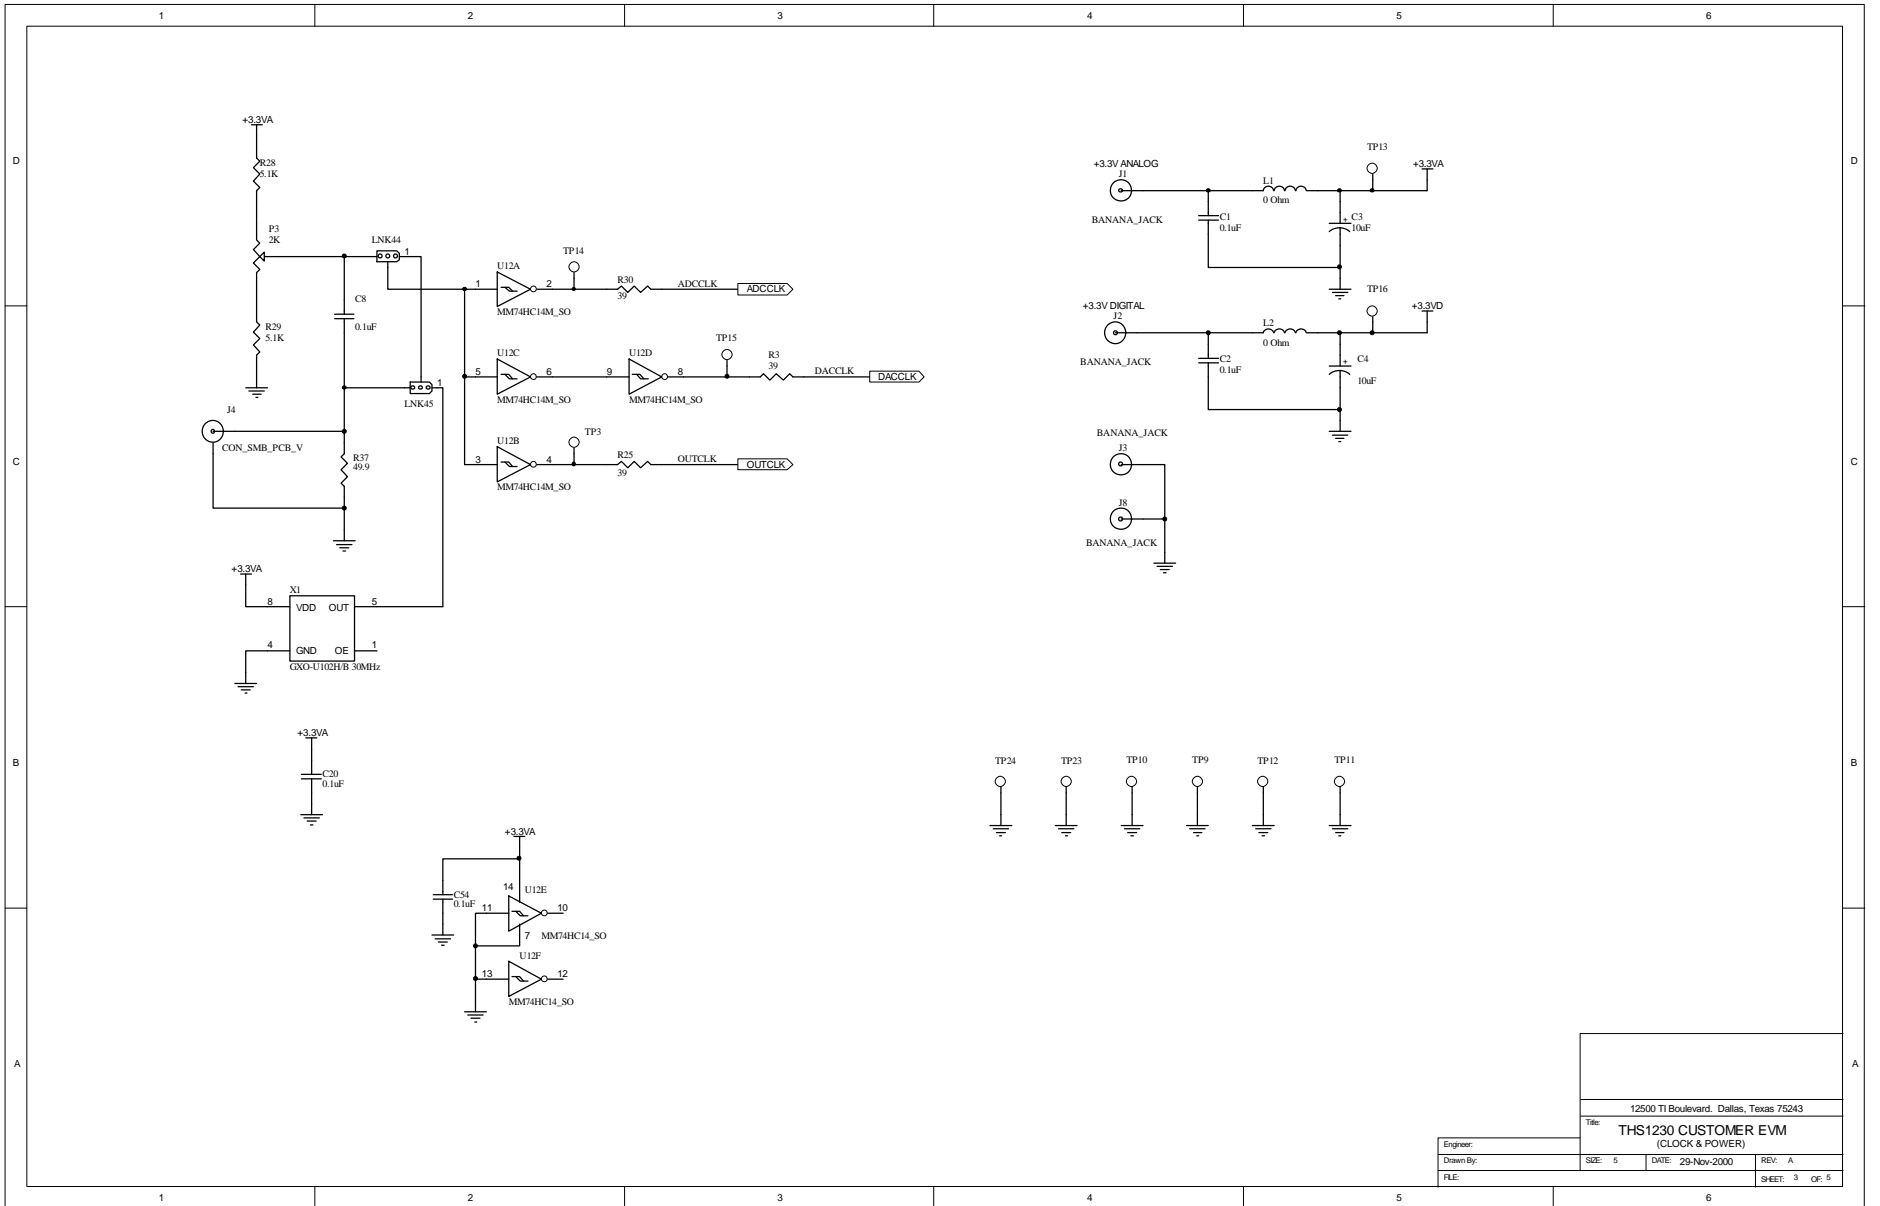 1 2 3 4 5 6
D
D
C
C
B
B
A
A
1 2 3 4 5 6
+3.3VA
R28
5.1K
P3
2K
R29
5.1K
C8
0.1uF
LNK44
1
1
LNK45
J4
CON_SMB_PCB_V
R37
49.9
U12A
1
2
MM74HC14M_SO
TP14
R30
39
ADCCLK
ADCCLK
U12C
5
6
MM74HC14M_SO
U12D
9
8
MM74HC14M_SO
TP15
R3
39
DACCLK
DACCLK
U12B
3
4
MM74HC14M_SO
TP3
R25
39
OUTCLK
OUTCLK
+3.3VA
X1
8
VDD OUT
5
4
GND OE
1
GXO-U102H/B 30MHz
+3.3VA
C20
0.1uF
+3.3VA
C54
0.1uF
14
U12E
11
10
7
MM74HC14_SO
U12F
13
12
MM74HC14_SO
+3.3V ANALOG
J1
BANANA_JACK
C1
0.1uF
L1
0 Ohm
+
C3
10uF
TP13
+3.3VA
+3.3V DIGITAL
J2
BANANA_JACK
C2
0.1uF
L2
0 Ohm
+
C4
10uF
TP16
+3.3VD
BANANA_JACK
J3
J8
BANANA_JACK
TP24 TP23 TP10 TP9 TP12 TP11
12500 TI Boulevard. Dallas, Texas 75243
Title:
THS1230 CUSTOMER EVM
(CLOCK & POWER)
Engineer:
Drawn By:
FILE:
SIZE: 5
DATE: 29-Nov-2000
REV: A
SHEET: 3 OF: 5